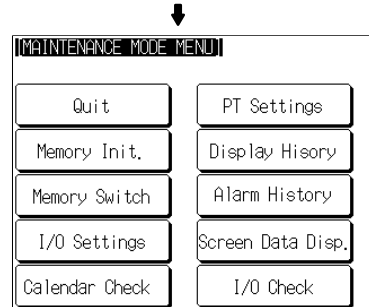 [MAINTENANCE MODE MENU]
Quit
PT Settings
Memory Init.
Display Hisory
Memory Switch
Alarm History
I/O Settings
Screen Data Disp.
Calendar Check
I/O Check